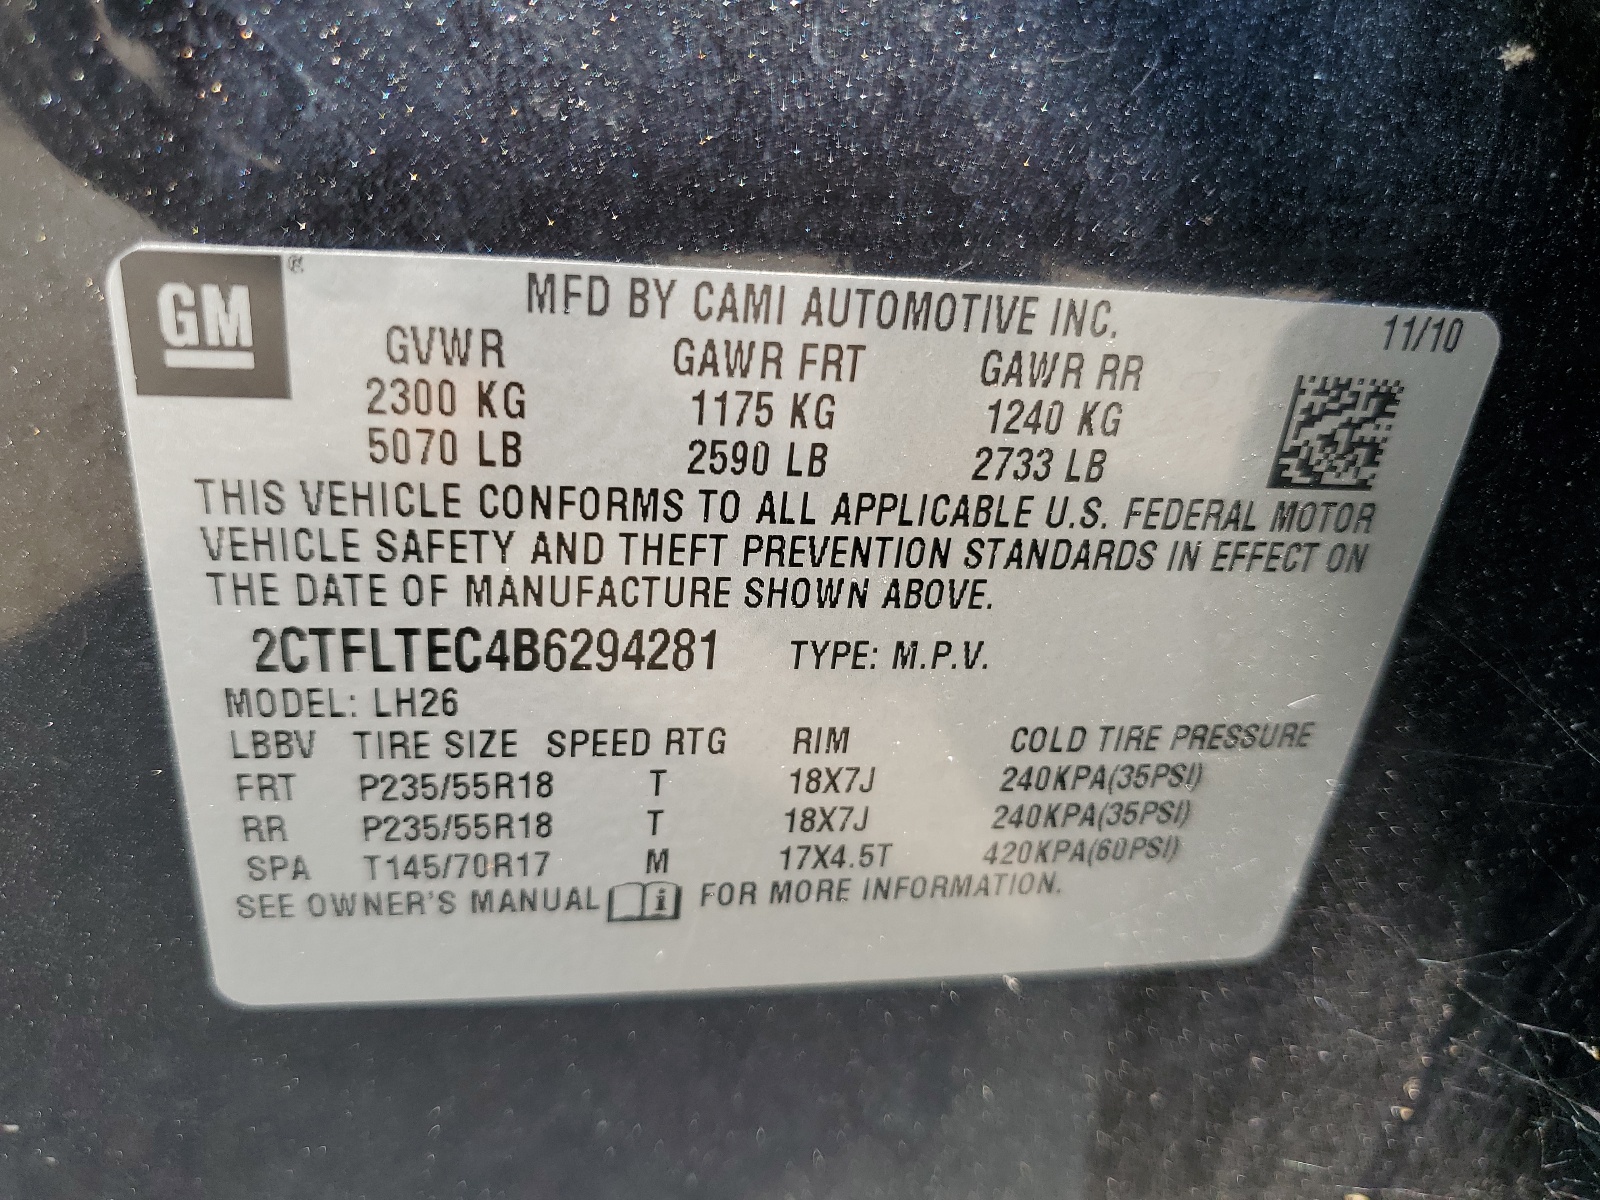 GM ®
MFD BY CAMI AUTOMOTIVE INC. 11/10
GVWR GAWR FRT GAWR RR
2300 KG 1175 KG 1240 KG
5070 LB 2590 LB 2733 LB
THIS VEHICLE CONFORMS TO ALL APPLICABLE U.S. FEDERAL MOTOR
VEHICLE SAFETY AND THEFT PREVENTION STANDARDS IN EFFECT ON
THE DATE OF MANUFACTURE SHOWN ABOVE.
2CTFLTEC4B6294281 TYPE: M.P.V.
MODEL: LH26
LBBV TIRE SIZE SPEED RTG RIM COLD TIRE PRESSURE
FRT P235/55R18 T 18X7J 240KPA(35PSI)
RR P235/55R18 T 18X7J 240KPA(35PSI)
SPA T145/70R17 M 17X4.5T 420KPA(60PSI)
SEE OWNER'S MANUAL i FOR MORE INFORMATION.